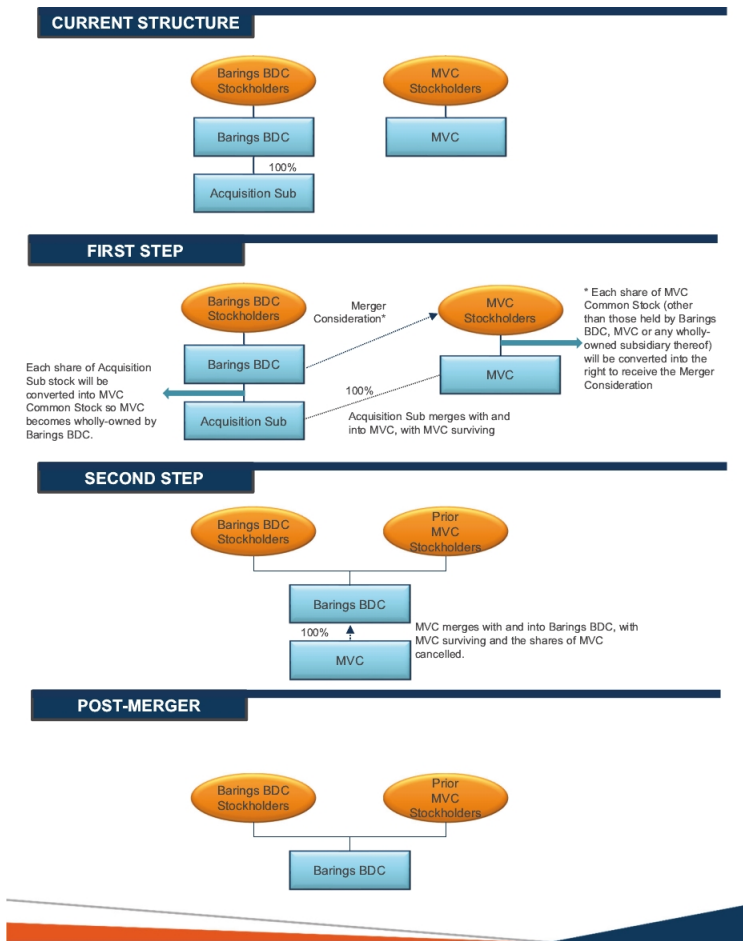 CURRENT STRUCTURE
Barings BDC
Stockholders
MVC
Stockholders
Barings BDC
MVC
100%
Acquisition Sub
FIRST STEP
Barings BDC
Stockholders
Merger
Consideration*
MVC
Stockholders
* Each share of MVC
Common Stock (other
than those held by Barings
BDC, MVC or any wholly-
owned subsidiary thereof)
will be converted into the
right to receive the Merger
Consideration
Barings BDC
MVC
Each share of Acquisition
Sub stock will be
converted into MVC
Common Stock so MVC
becomes wholly-owned by
Barings BDC.
100%
Acquisition Sub
Acquisition Sub merges with and
into MVC, with MVC surviving
SECOND STEP
Barings BDC
Stockholders
Prior
MVC
Stockholders
Barings BDC
100%
MVC
MVC merges with and into Barings BDC, with
MVC surviving and the shares of MVC
cancelled.
POST-MERGER
Barings BDC
Stockholders
Prior
MVC
Stockholders
Barings BDC